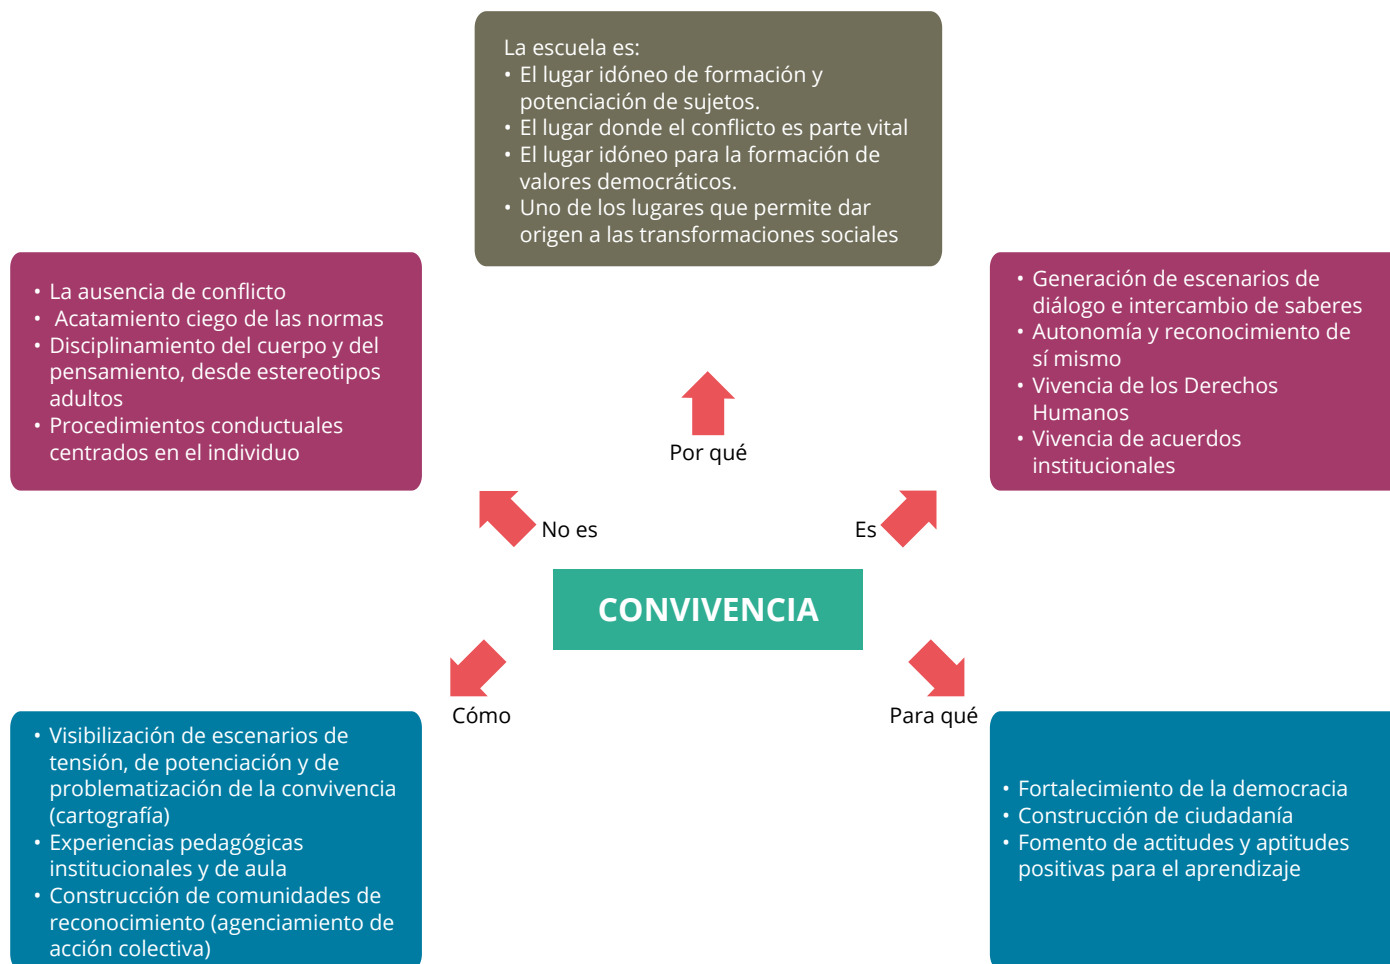 La escuela es:
• El lugar idóneo de formación y
potenciación de sujetos.
• El lugar donde el conflicto es parte vital
• El lugar idóneo para la formación de
valores democráticos.
• Uno de los lugares que permite dar
origen a las transformaciones sociales
• La ausencia de conflicto
• Acatamiento ciego de las normas
• Disciplinamiento del cuerpo y del
pensamiento, desde estereotipos
adultos
• Procedimientos conductuales
centrados en el individuo
• Generación de escenarios de
diálogo e intercambio de saberes
• Autonomía y reconocimiento de
sí mismo
• Vivencia de los Derechos
Humanos
• Vivencia de acuerdos
institucionales
Por qué
No es
Es
CONVIVENCIA
Cómo
Para qué
• Visibilización de escenarios de
tensión, de potenciación y de
problematización de la convivencia
(cartografía)
• Experiencias pedagógicas
institucionales y de aula
• Construcción de comunidades de
reconocimiento (agenciamiento de
acción colectiva)
• Fortalecimiento de la democracia
• Construcción de ciudadanía
• Fomento de actitudes y aptitudes
positivas para el aprendizaje